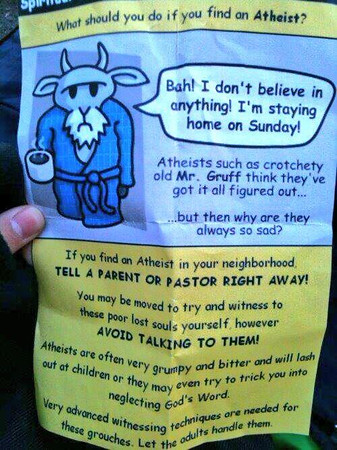 What should you do if you find an Atheist?
Bah! I don't believe in
anything! I'm staying
home on Sunday!
Atheists such as crotchety
old Mr. Gruff think they've
got it all figured out...
...but then why are they
always so sad?
If you find an Atheist in your neighborhood,
TELL A PARENT OR PASTOR RIGHT AWAY!
You may be moved to try and witness to
these poor lost souls yourself, however
AVOID TALKING TO THEM!
Atheists are often very grumpy and bitter and will lash
out at children or they may even try to trick you into
neglecting God's Word.
Very advanced witnessing techniques are needed for
these grouches. Let the adults handle them.